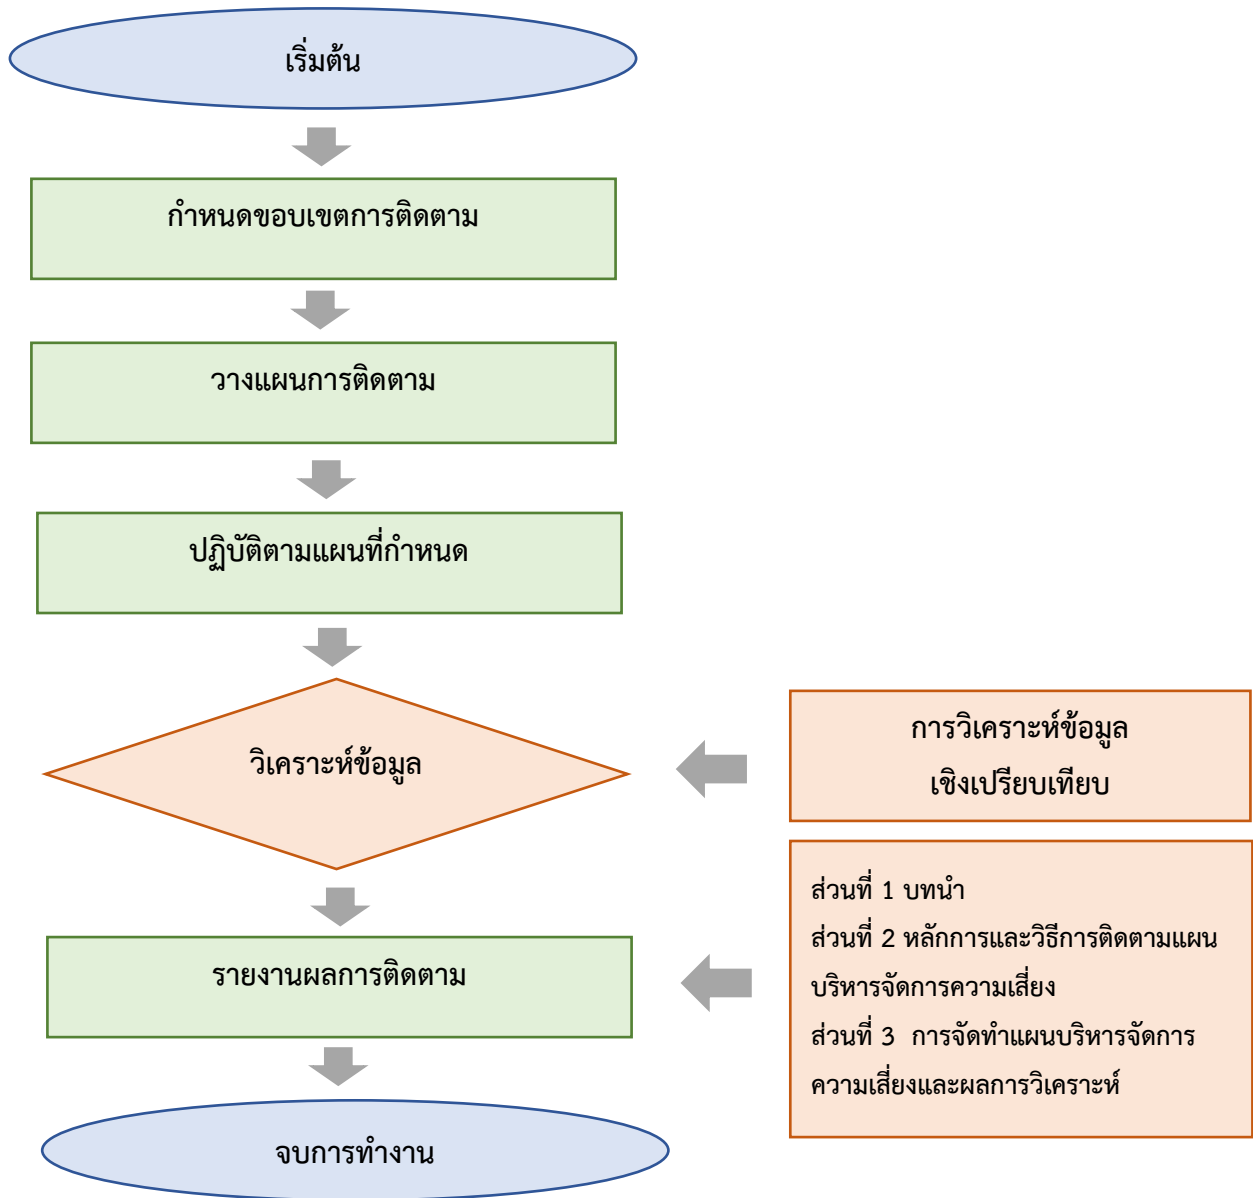 เริ่มต้น
กำหนดขอบเขตการติดตาม
วางแผนการติดตาม
ปฏิบัติตามแผนที่กำหนด
วิเคราะห์ข้อมูล
การวิเคราะห์ข้อมูล
เชิงเปรียบเทียบ
รายงานผลการติดตาม
ส่วนที่ 1 บทนำ
ส่วนที่ 2 หลักการและวิธีการติดตามแผน
บริหารจัดการความเสี่ยง
ส่วนที่ 3 การจัดทำแผนบริหารจัดการ
ความเสี่ยงและผลการวิเคราะห์
จบการทำงาน